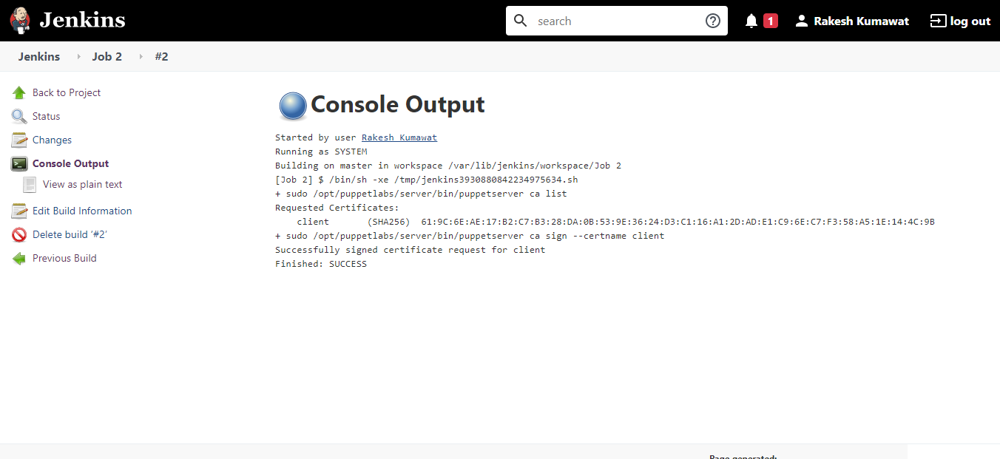 Jenkins
search
1
Rakesh Kumawat
log out
Jenkins
Job 2
#2
Back to Project
Status
Changes
Console Output
View as plain text
Edit Build Information
Delete build ‘#2’
Previous Build
Console Output
Started by user Rakesh Kumawat
Running as SYSTEM
Building on master in workspace /var/lib/jenkins/workspace/Job 2
[Job 2] $ /bin/sh -xe /tmp/jenkins3930880842234975634.sh
+ sudo /opt/puppetlabs/server/bin/puppetserver ca list
Requested Certificates:
client (SHA256) 61:9C:6E:AE:17:B2:C7:B3:28:DA:0B:53:9E:36:24:D3:C1:16:A1:2D:AD:E1:C9:6E:C7:F3:58:A5:1E:14:4C:9B
+ sudo /opt/puppetlabs/server/bin/puppetserver ca sign --certname client
Successfully signed certificate request for client
Finished: SUCCESS
Page generated: